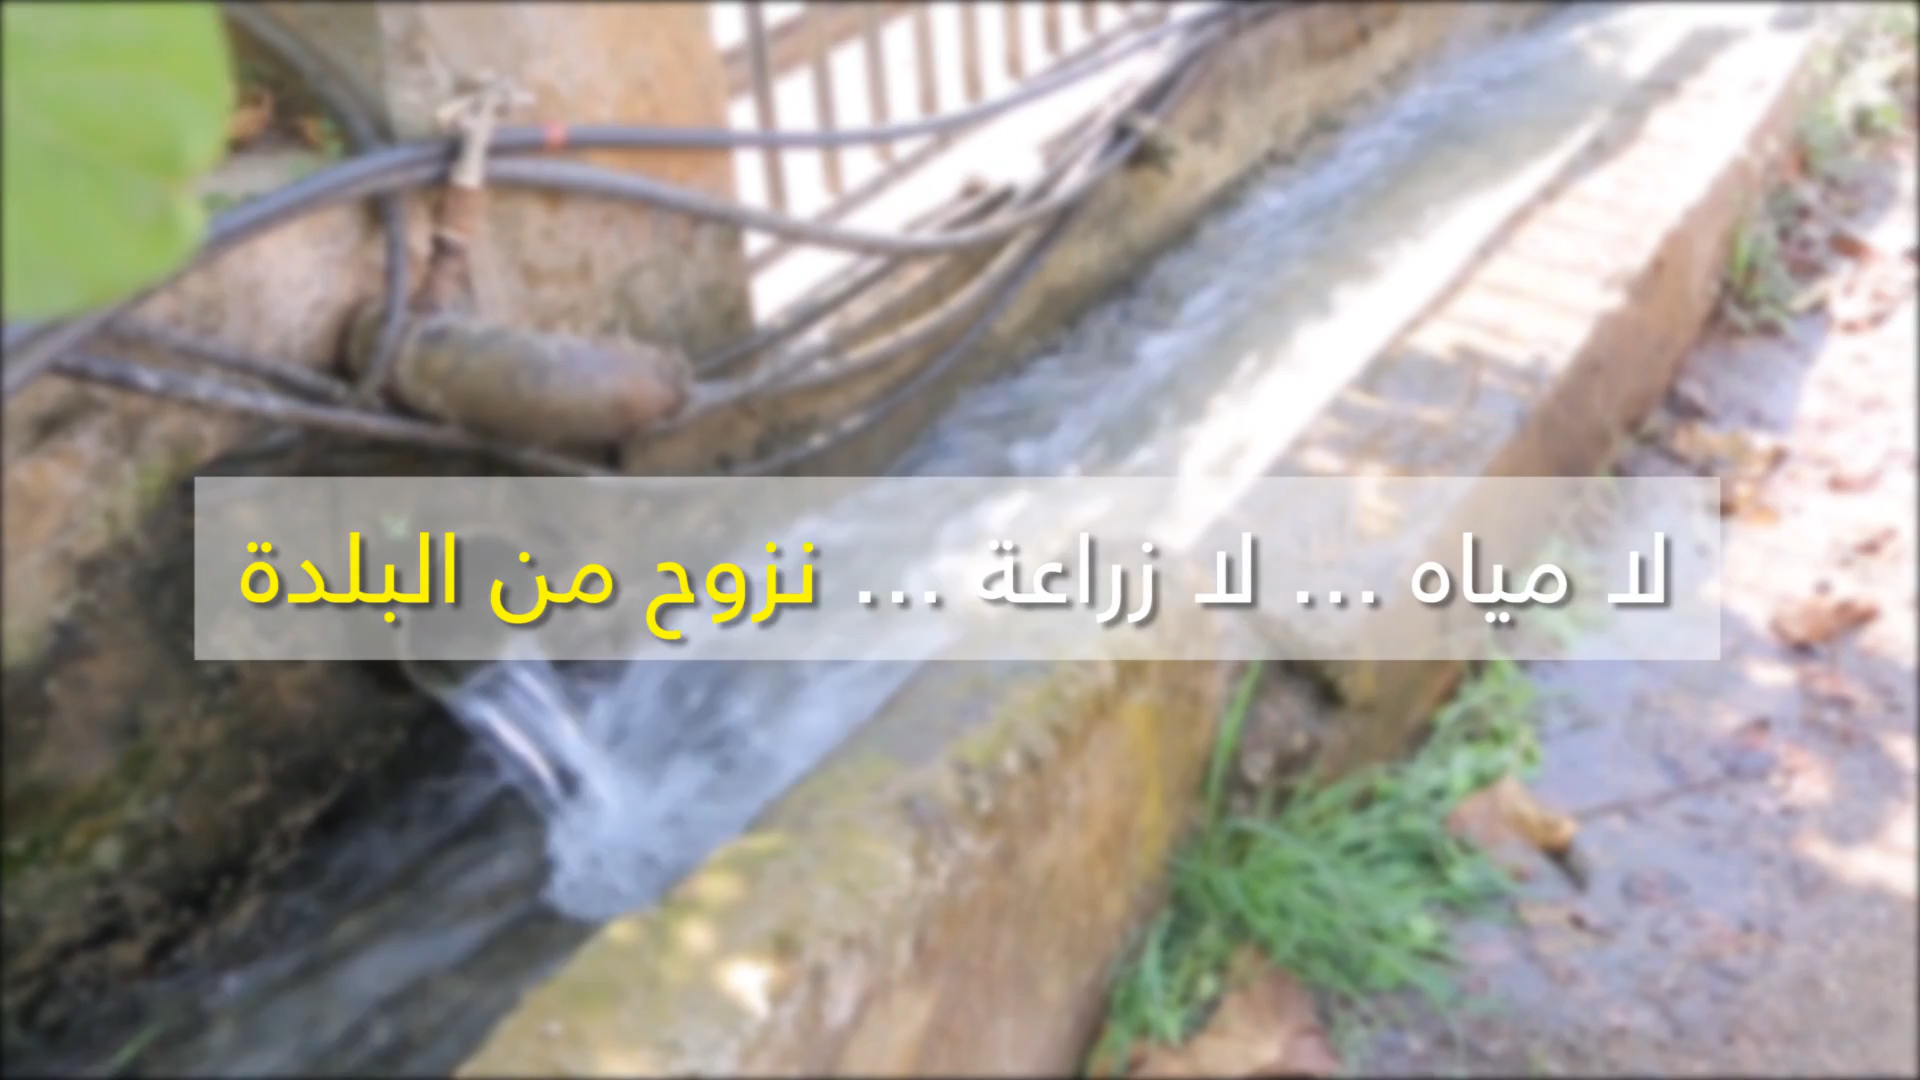 لا مياه ... لا زراعة ... نزوح من البلدة